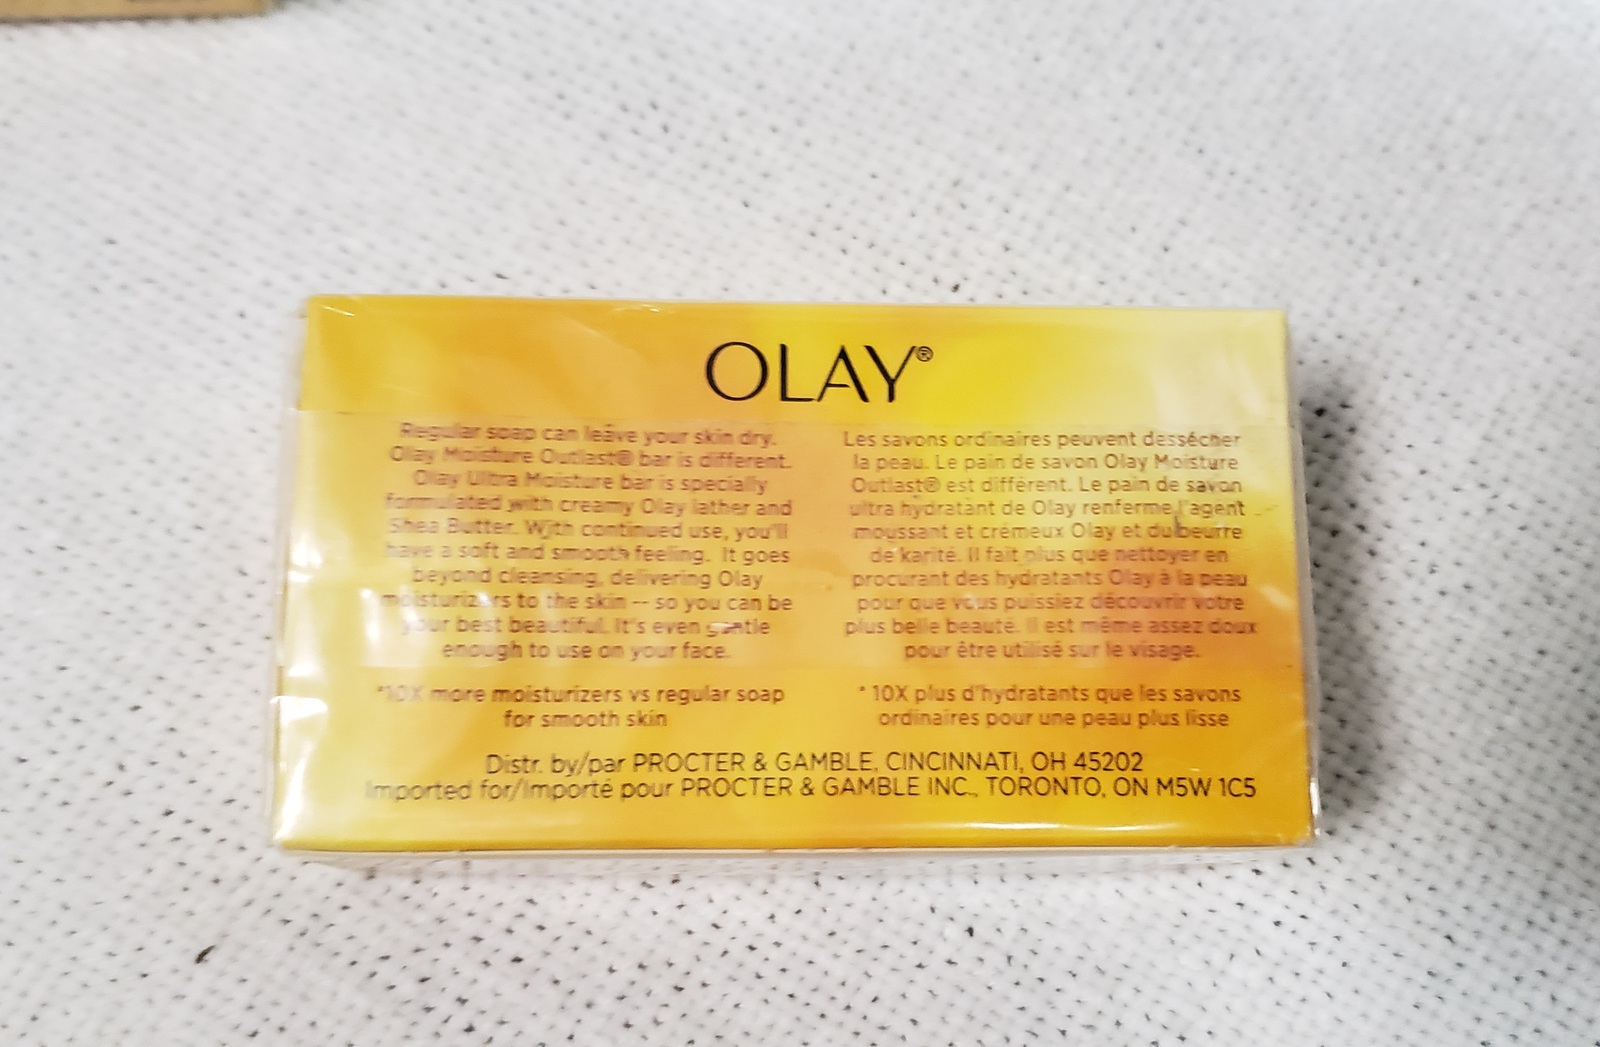 OLAY®
Regular soap can leave your skin dry.
Olay Moisture Outlast® bar is different.
Olay Ultra Moisture bar is specially
formulated with creamy Olay lather and
Shea Butter. With continued use, you'll
have a soft and smooth feeling. It goes
beyond cleansing, delivering Olay
moisturizers to the skin -- so you can be
your best beautiful. It's even gentle
enough to use on your face.
*10X more moisturizers vs regular soap
for smooth skin
Les savons ordinaires peuvent dessécher
la peau. Le pain de savon Olay Moisture
Outlast® est différent. Le pain de savon
ultra hydratant de Olay renferme l'agent
moussant et crémeux Olay et du beurre
de karité. Il fait plus que nettoyer en
procurant des hydratants Olay à la peau
pour que vous puissiez découvrir votre
plus belle beauté. Il est même assez doux
pour être utilisé sur le visage.
* 10X plus d'hydratants que les savons
ordinaires pour une peau plus lisse
Distr. by/par PROCTER & GAMBLE, CINCINNATI, OH 45202
Imported for/Importé pour PROCTER & GAMBLE INC., TORONTO, ON M5W 1C5